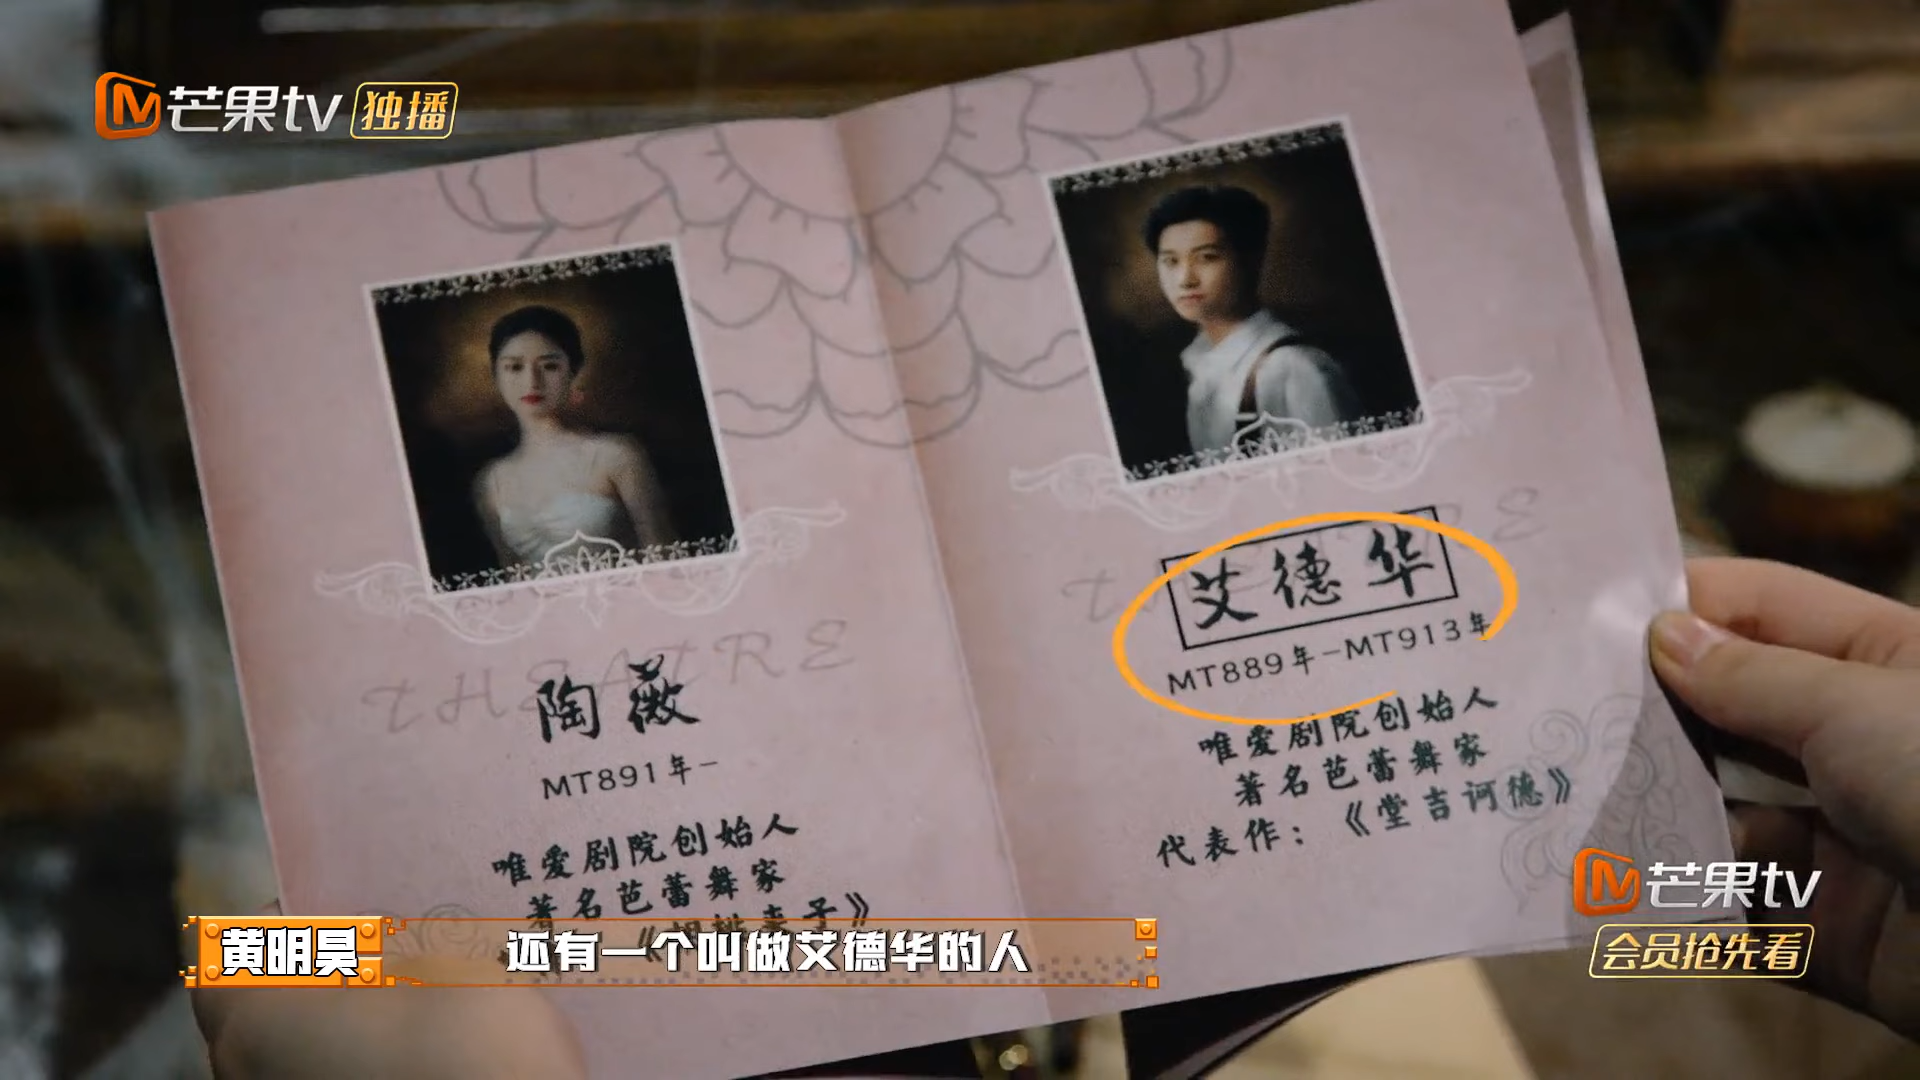 芒果tv 独播
陶薇
MT891年-
唯爱剧院创始人
著名芭蕾舞家
THEATRE
艾德华
MT889年-MT913年
唯爱剧院创始人
著名芭蕾舞家
代表作：《堂吉诃德》
黄明昊
还有一个叫做艾德华的人
芒果tv
会员抢先看